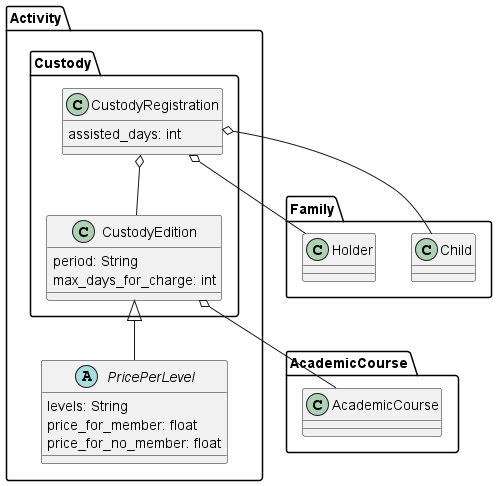 Activity
Custody
C CustodyRegistration
assisted_days: int
C CustodyEdition
period: String
max_days_for_charge: int
A PricePerLevel
levels: String
price_for_member: float
price_for_no_member: float
Family
C Holder
C Child
AcademicCourse
C AcademicCourse